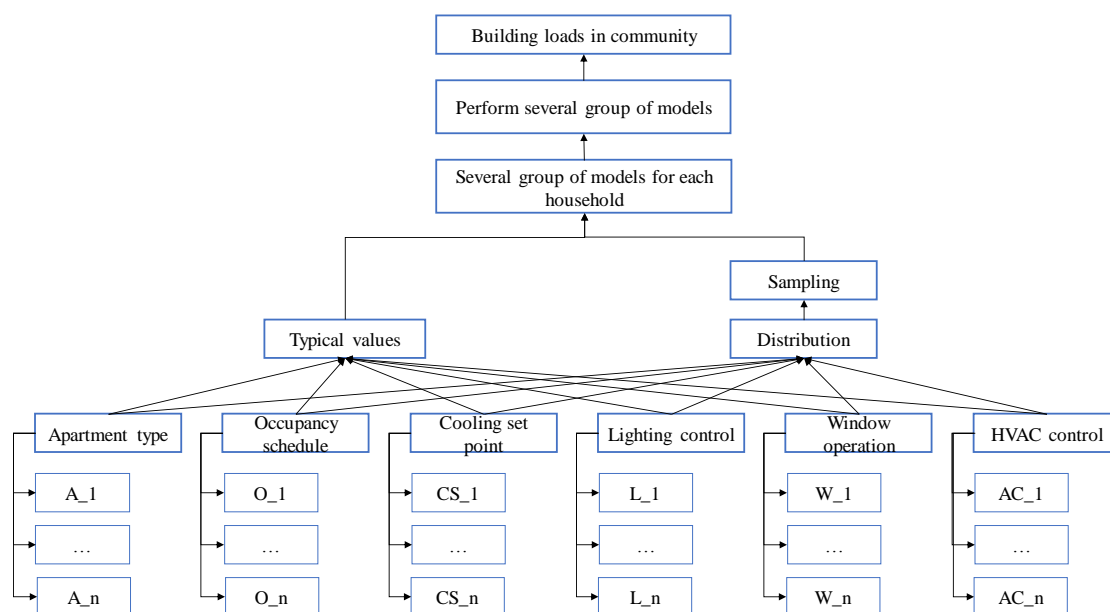 Building loads in community
Perform several group of models
Several group of models for each
household
Sampling
Typical values
Distribution
Apartment type
Occupancy
schedule
Cooling set
point
Lighting control
Window
operation
HVAC control
A_1
O_1
CS_1
L_1
W_1
AC_1
…
…
…
…
…
…
A_n
O_n
CS_n
L_n
W_n
AC_n